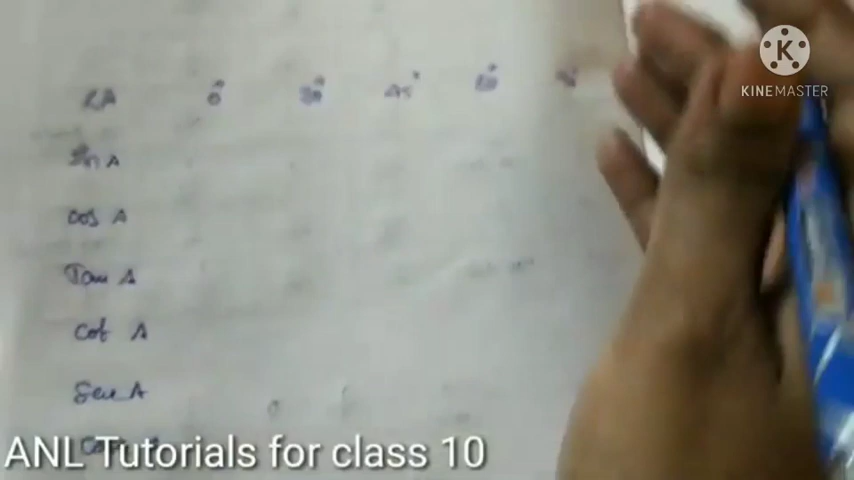 KINEMASTER
∠A 0° 30° 45° 60° 90°
Sin A
Cos A
Tan A
Cot A
Sec A
ANL Tutorials for class 10